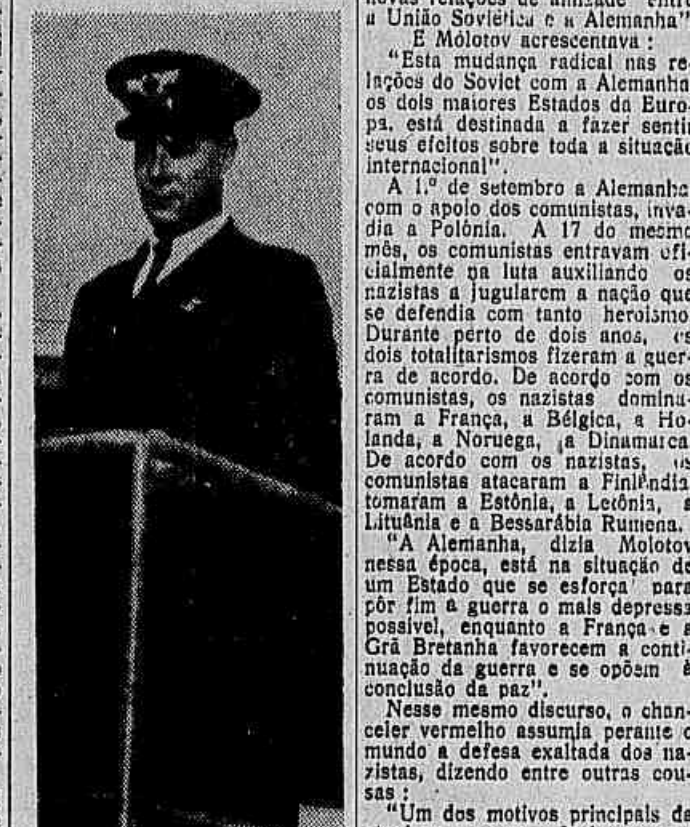 novas relações de amizade entre
a União Soviética e a Alemanha"
E Mólotov acrescentava :
"Esta mudança radical nas re-
lações do Soviet com a Alemanha
os dois maiores Estados da Euro-
pa. está destinada a fazer sentir
seus efeitos sobre toda a situação
internacional".
A 1.º de setembro a Alemanha
com o apoio dos comunistas, inva-
dia a Polônia. A 17 do mesmo
mês, os comunistas entravam ofi-
cialmente na luta auxiliando os
nazistas a jugularem a nação que
se defendia com tanto heroismo
Durante perto de dois anos, os
dois totalitarismos fizeram a guer-
ra de acordo. De acordo com os
comunistas, os nazistas domina-
ram a França, a Bélgica, a Ho-
landa, a Noruega, a Dinamarca
De acordo com os nazistas, os
comunistas atacaram a Finlândia
tomaram a Estônia, a Letônia, a
Lituânia e a Bessarábia Rumena.
"A Alemanha, dizia Molotov
nessa época, está na situação de
um Estado que se esforça para
pôr fim a guerra o mais depressa
possivel, enquanto a França e a
Grã Bretanha favorecem a conti-
nuação da guerra e se opõem à
conclusão da paz".
Nesse mesmo discurso, o chan-
celer vermelho assumia perante o
mundo a defesa exaltada dos na-
zistas, dizendo entre outras cou-
sas :
"Um dos motivos principais da